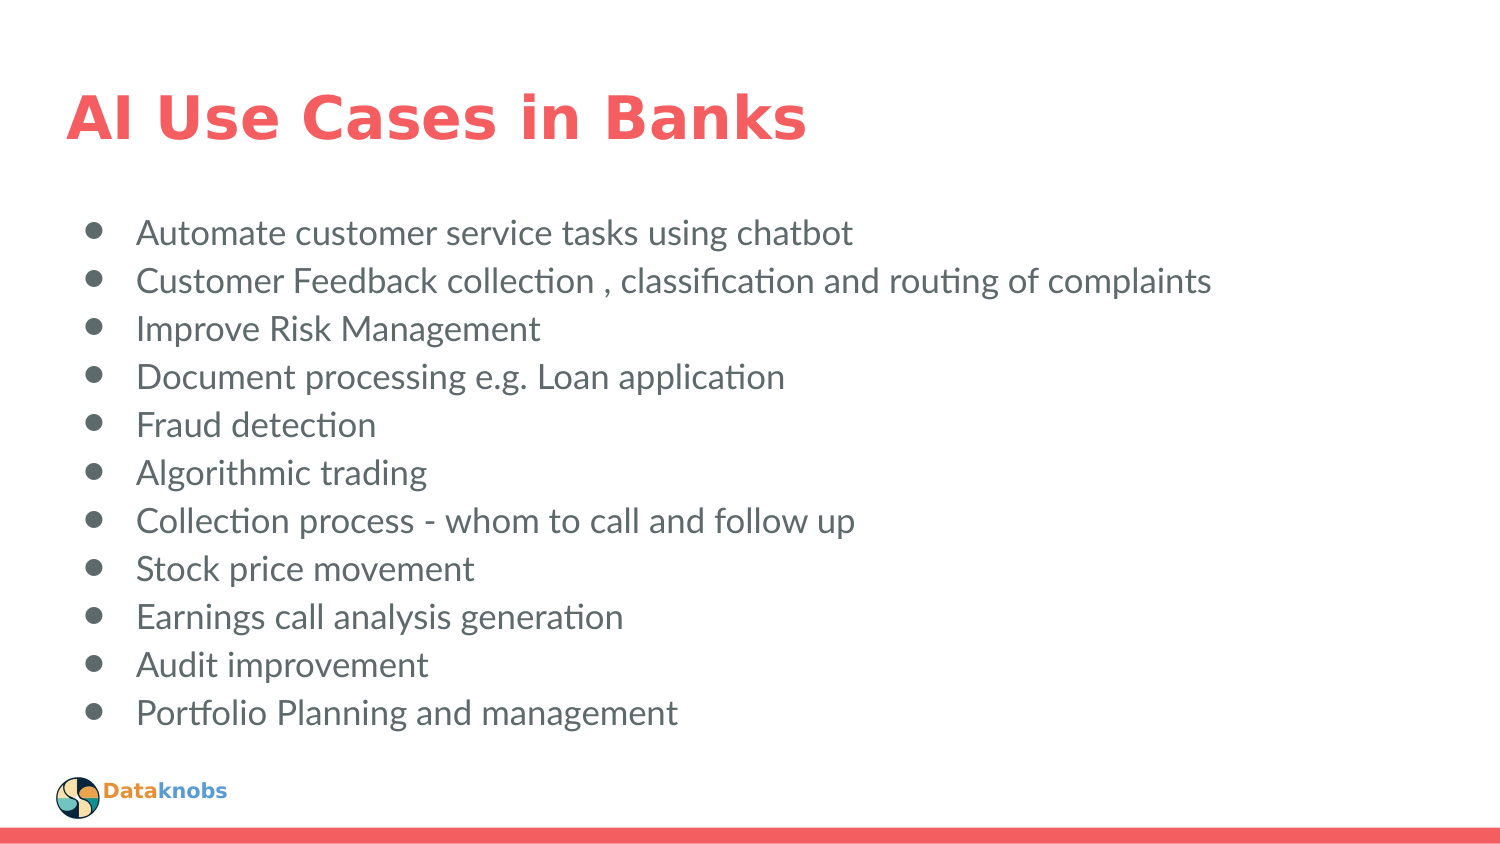 AI Use Cases in Banks
● Automate customer service tasks using chatbot
● Customer Feedback collection , classification and routing of complaints
● Improve Risk Management
● Document processing e.g. Loan application
● Fraud detection
● Algorithmic trading
● Collection process - whom to call and follow up
● Stock price movement
● Earnings call analysis generation
● Audit improvement
● Portfolio Planning and management
Dataknobs